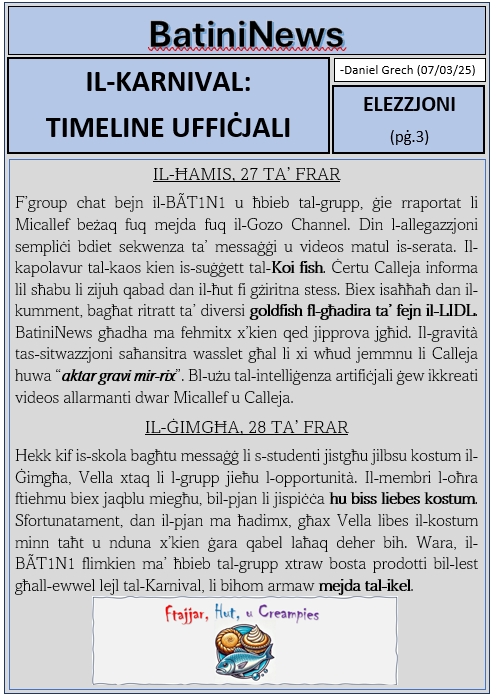 BatiniNews
IL-KARNIVAL:
TIMELINE UFFIĊJALI
-Daniel Grech (07/03/25)
ELEZZJONI
(pġ.3)
IL-ĦAMIS, 27 TA’ FRAR
F’group chat bejn il-BÃT1N1 u ħbieb tal-grupp, ġie rraportat li
Micallef beżaq fuq mejda fuq il-Gozo Channel. Din l-allegazzjoni
sempliċi bdiet sekwenza ta’ messaġġi u videos matul is-serata. Il-
kapolavur tal-kaos kien is-suġġett tal-Koi fish. Ċertu Calleja informa
lil sħabu li zijuh qabad dan il-ħut fi gżiritna stess. Biex isaħħaħ dan il-
kumment, bagħat ritratt ta’ diversi goldfish fl-għadira ta’ fejn il-LIDL.
BatiniNews għadha ma fehmitx x’kien qed jipprova jgħid. Il-gravità
tas-sitwazzjoni saħansitra wasslet għal li xi wħud jemmnu li Calleja
huwa “aktar gravi mir-rix”. Bl-użu tal-intelliġenza artifiċjali ġew ikkreati
videos allarmanti dwar Micallef u Calleja.
IL-ĠIMGĦA, 28 TA’ FRAR
Hekk kif is-skola bagħtu messaġġ li s-studenti jistgħu jilbsu kostum il-
Ġimgħa, Vella xtaq li l-grupp jieħu l-opportunità. Il-membri l-oħra
ftiehmu biex jaqblu miegħu, bil-pjan li jispiċċa hu biss liebes kostum.
Sfortunatament, dan il-pjan ma ħadimx, għax Vella libes il-kostum
minn taħt u nduna x’kien ġara qabel laħaq deher bih. Wara, il-
BÃT1N1 flimkien ma’ ħbieb tal-grupp xtraw bosta prodotti bil-lest
għall-ewwel lejl tal-Karnival, li bihom armaw mejda tal-ikel.
Ftajjar, Ħut, u Creampies